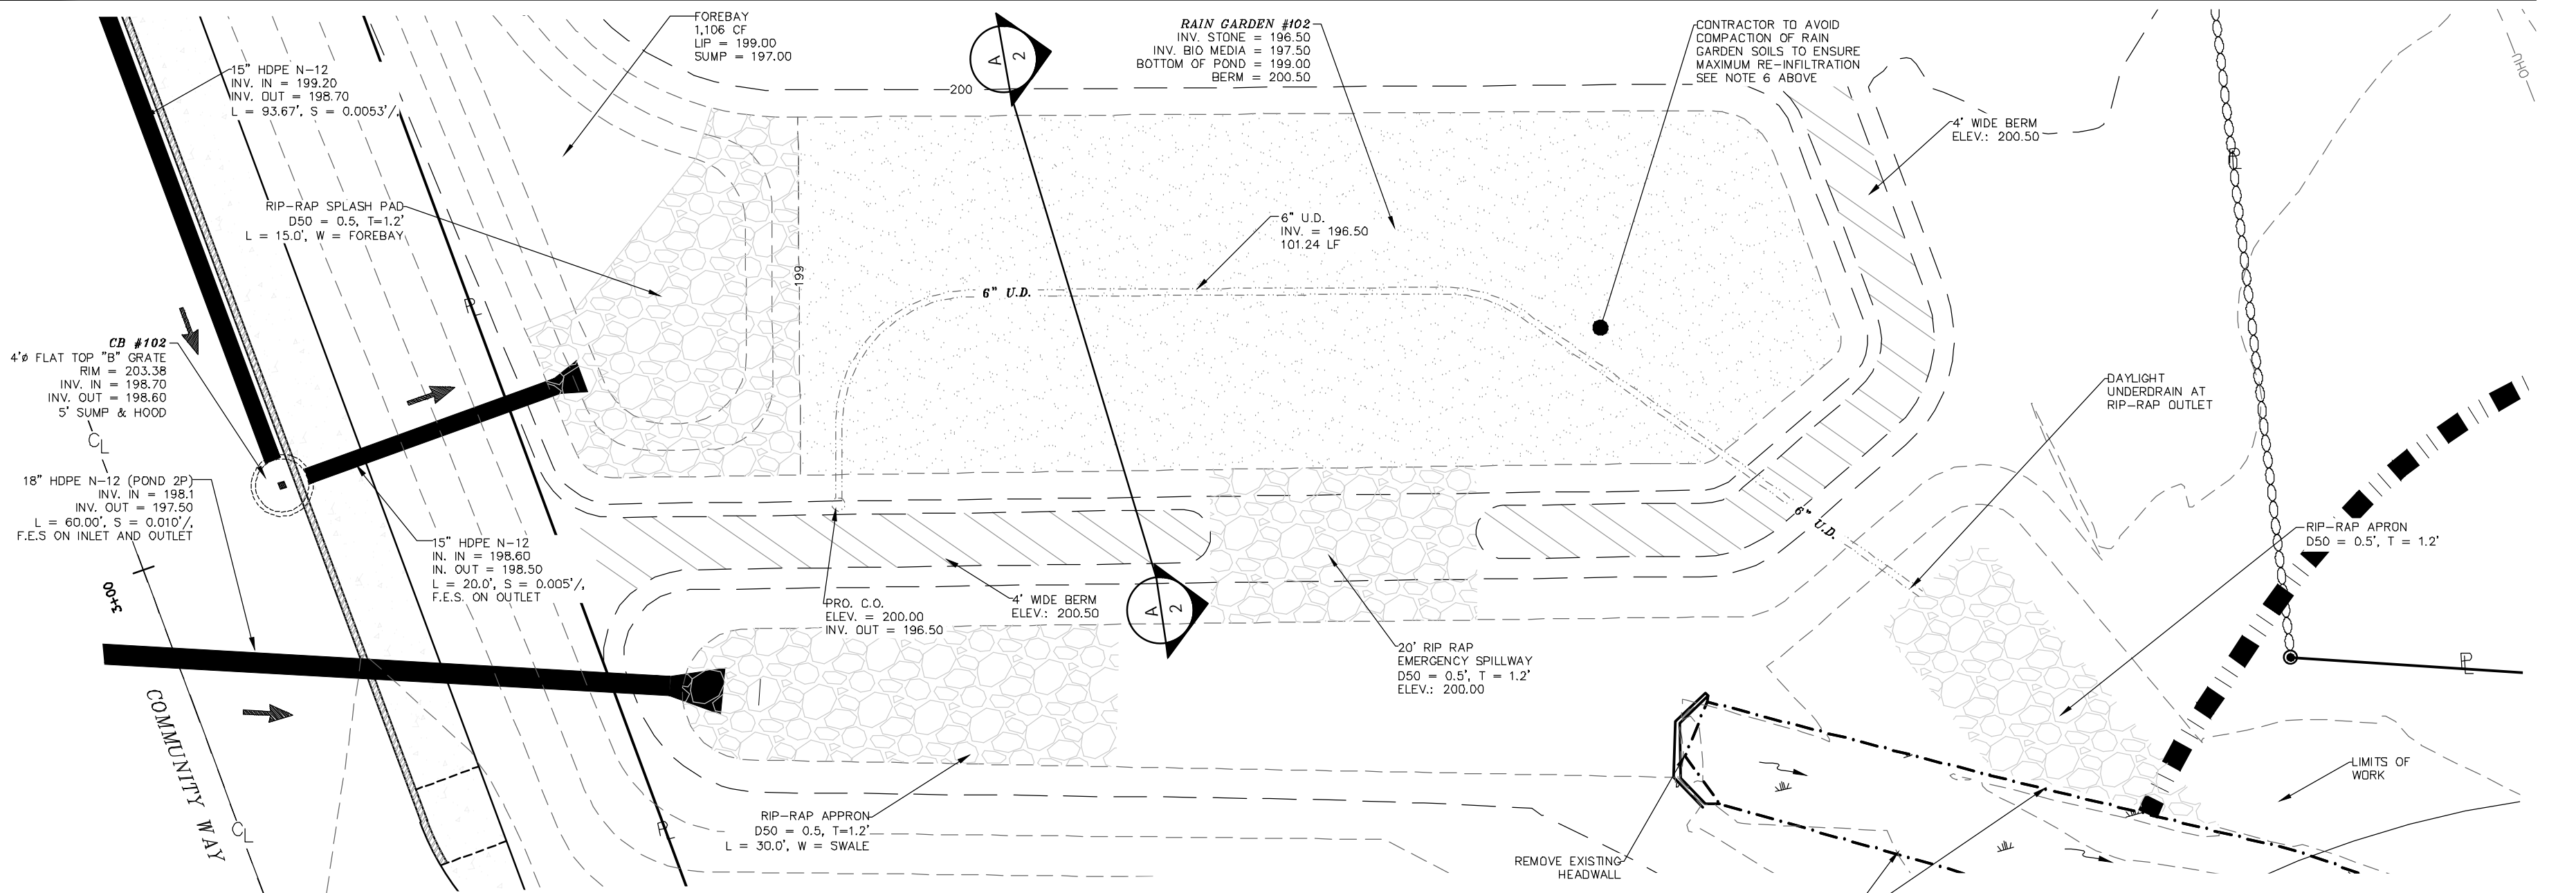 FOREBAY
1,106 CF
LIP = 199.00
SUMP = 197.00
A
2
RAIN GARDEN #102
INV. STONE = 196.50
INV. BIO MEDIA = 197.50
BOTTOM OF POND = 199.00
BERM = 200.50
CONTRACTOR TO AVOID
COMPACTION OF RAIN
GARDEN SOILS TO ENSURE
MAXIMUM RE-INFILTRATION
SEE NOTE 6 ABOVE
OHU
15" HDPE N-12
INV. IN = 199.20
INV. OUT = 198.70
L = 93.67', S = 0.0053'/,
200
4' WIDE BERM
ELEV.: 200.50
PL
RIP-RAP SPLASH PAD
D50 = 0.5, T=1.2'
L = 15.0', W = FOREBAY
6" U.D.
INV. = 196.50
101.24 LF
199
6" U.D.
PL
CB #102
4'ø FLAT TOP "B" GRATE
RIM = 203.38
INV. IN = 198.70
INV. OUT = 198.60
5' SUMP & HOOD
CL
DAYLIGHT
UNDERDRAIN AT
RIP-RAP OUTLET
18" HDPE N-12 (POND 2P)
INV. IN = 198.1
INV. OUT = 197.50
L = 60.00', S = 0.010'/,
F.E.S ON INLET AND OUTLET
15" HDPE N-12
IN. IN = 198.60
IN. OUT = 198.50
L = 20.0', S = 0.005'/,
F.E.S. ON OUTLET
6" U.D.
RIP-RAP APRON
D50 = 0.5', T = 1.2'
3+00
PRO. C.O.
ELEV. = 200.00
INV. OUT = 196.50
4' WIDE BERM
ELEV.: 200.50
A
2
20' RIP RAP
EMERGENCY SPILLWAY
D50 = 0.5', T = 1.2'
ELEV.: 200.00
PL
COMMUNITY WAY
CL
PL
RIP-RAP APPRON
D50 = 0.5, T=1.2'
L = 30.0', W = SWALE
LIMITS OF
WORK
REMOVE EXISTING
HEADWALL